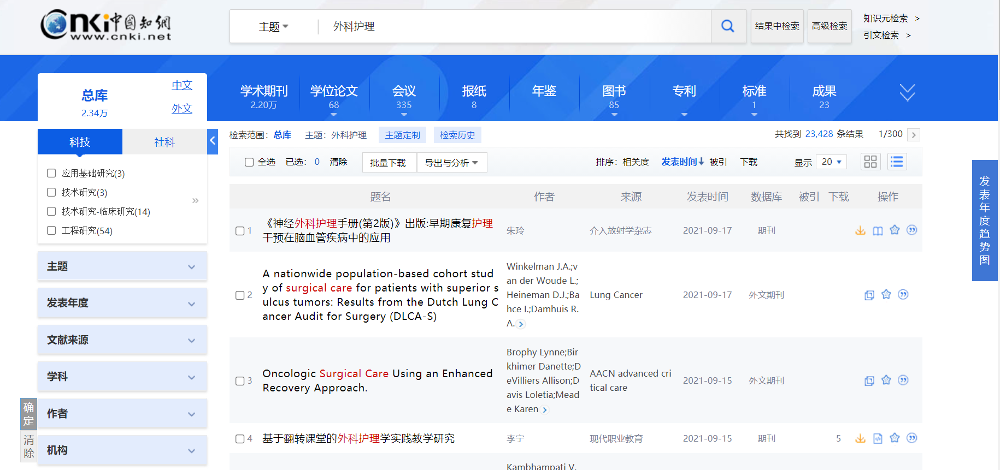 cnki中国知網
www.cnki.net
主题
外科护理
结果中检索
高级检索
知识元检索 >
引文检索 >
总库
2.34万
中文
外文
学术期刊
2.20万
学位论文
68
会议
335
报纸
8
年鉴
图书
85
专利
标准
1
成果
23
科技
社科
应用基础研究(3)
技术研究(3)
技术研究-临床研究(14)
工程研究(54)
主题
发表年度
文献来源
学科
作者
机构
确定
清除
检索范围：总库 主题：外科护理 主题定制 检索历史
共找到 23,428 条结果 1/300 >
全选 已选：0 清除 批量下载 导出与分析
排序：相关度 发表时间↓ 被引 下载 显示 20
题名 作者 来源 发表时间 数据库 被引 下载 操作
1
《神经外科护理手册(第2版)》出版:早期康复护理
干预在脑血管疾病中的应用
朱玲
介入放射学杂志
2021-09-17
期刊
2
A nationwide population-based cohort stud
y of surgical care for patients with superior s
ulcus tumors: Results from the Dutch Lung C
ancer Audit for Surgery (DLCA-S)
Winkelman J.A.;v
an der Woude L.;
Heineman D.J.;Ba
hce I.;Damhuis R.
A.
Lung Cancer
2021-09-17
外文期刊
3
Oncologic Surgical Care Using an Enhanced
Recovery Approach.
Brophy Lynne;Bir
khimer Danette;D
eVilliers Allison;D
avis Loletia;Mead
e Karen
AACN advanced cri
tical care
2021-09-15
外文期刊
4
基于翻转课堂的外科护理学实践教学研究
李宁
现代职业教育
2021-09-15
期刊
5
Kambhampati V.
发表年度趋势图